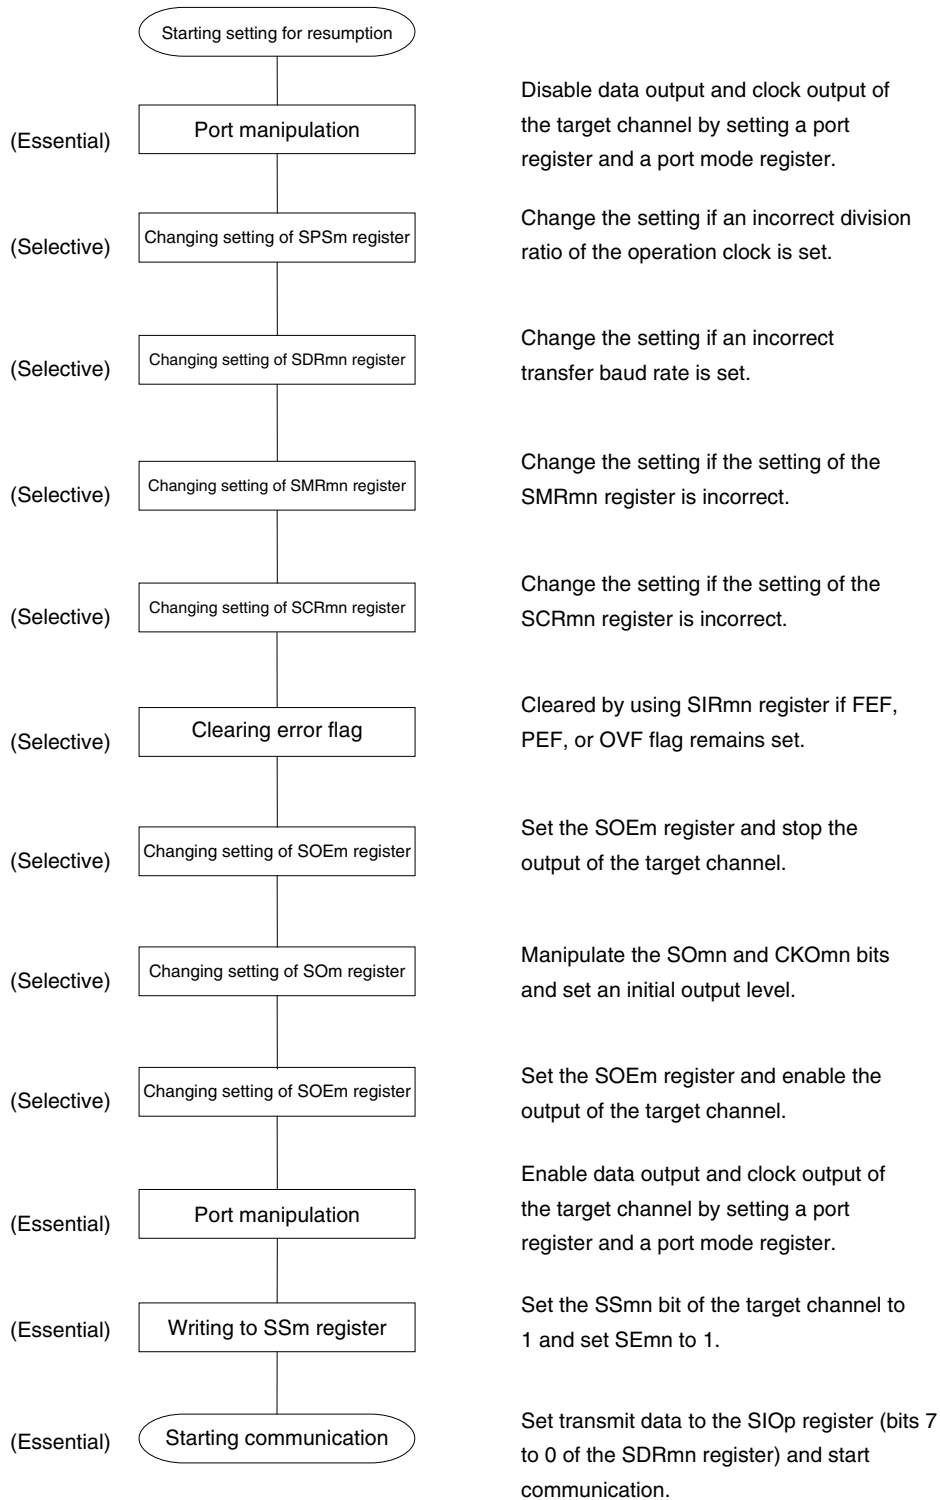 Starting setting for resumption
(Essential)
Port manipulation
Disable data output and clock output of
the target channel by setting a port
register and a port mode register.
(Selective)
Changing setting of SPSm register
Change the setting if an incorrect division
ratio of the operation clock is set.
(Selective)
Changing setting of SDRmn register
Change the setting if an incorrect
transfer baud rate is set.
(Selective)
Changing setting of SMRmn register
Change the setting if the setting of the
SMRmn register is incorrect.
(Selective)
Changing setting of SCRmn register
Change the setting if the setting of the
SCRmn register is incorrect.
(Selective)
Clearing error flag
Cleared by using SIRmn register if FEF,
PEF, or OVF flag remains set.
(Selective)
Changing setting of SOEm register
Set the SOEm register and stop the
output of the target channel.
(Selective)
Changing setting of SOm register
Manipulate the SOmn and CKOmn bits
and set an initial output level.
(Selective)
Changing setting of SOEm register
Set the SOEm register and enable the
output of the target channel.
(Essential)
Port manipulation
Enable data output and clock output of
the target channel by setting a port
register and a port mode register.
(Essential)
Writing to SSm register
Set the SSmn bit of the target channel to
1 and set SEmn to 1.
(Essential)
Starting communication
Set transmit data to the SIOp register (bits 7
to 0 of the SDRmn register) and start
communication.